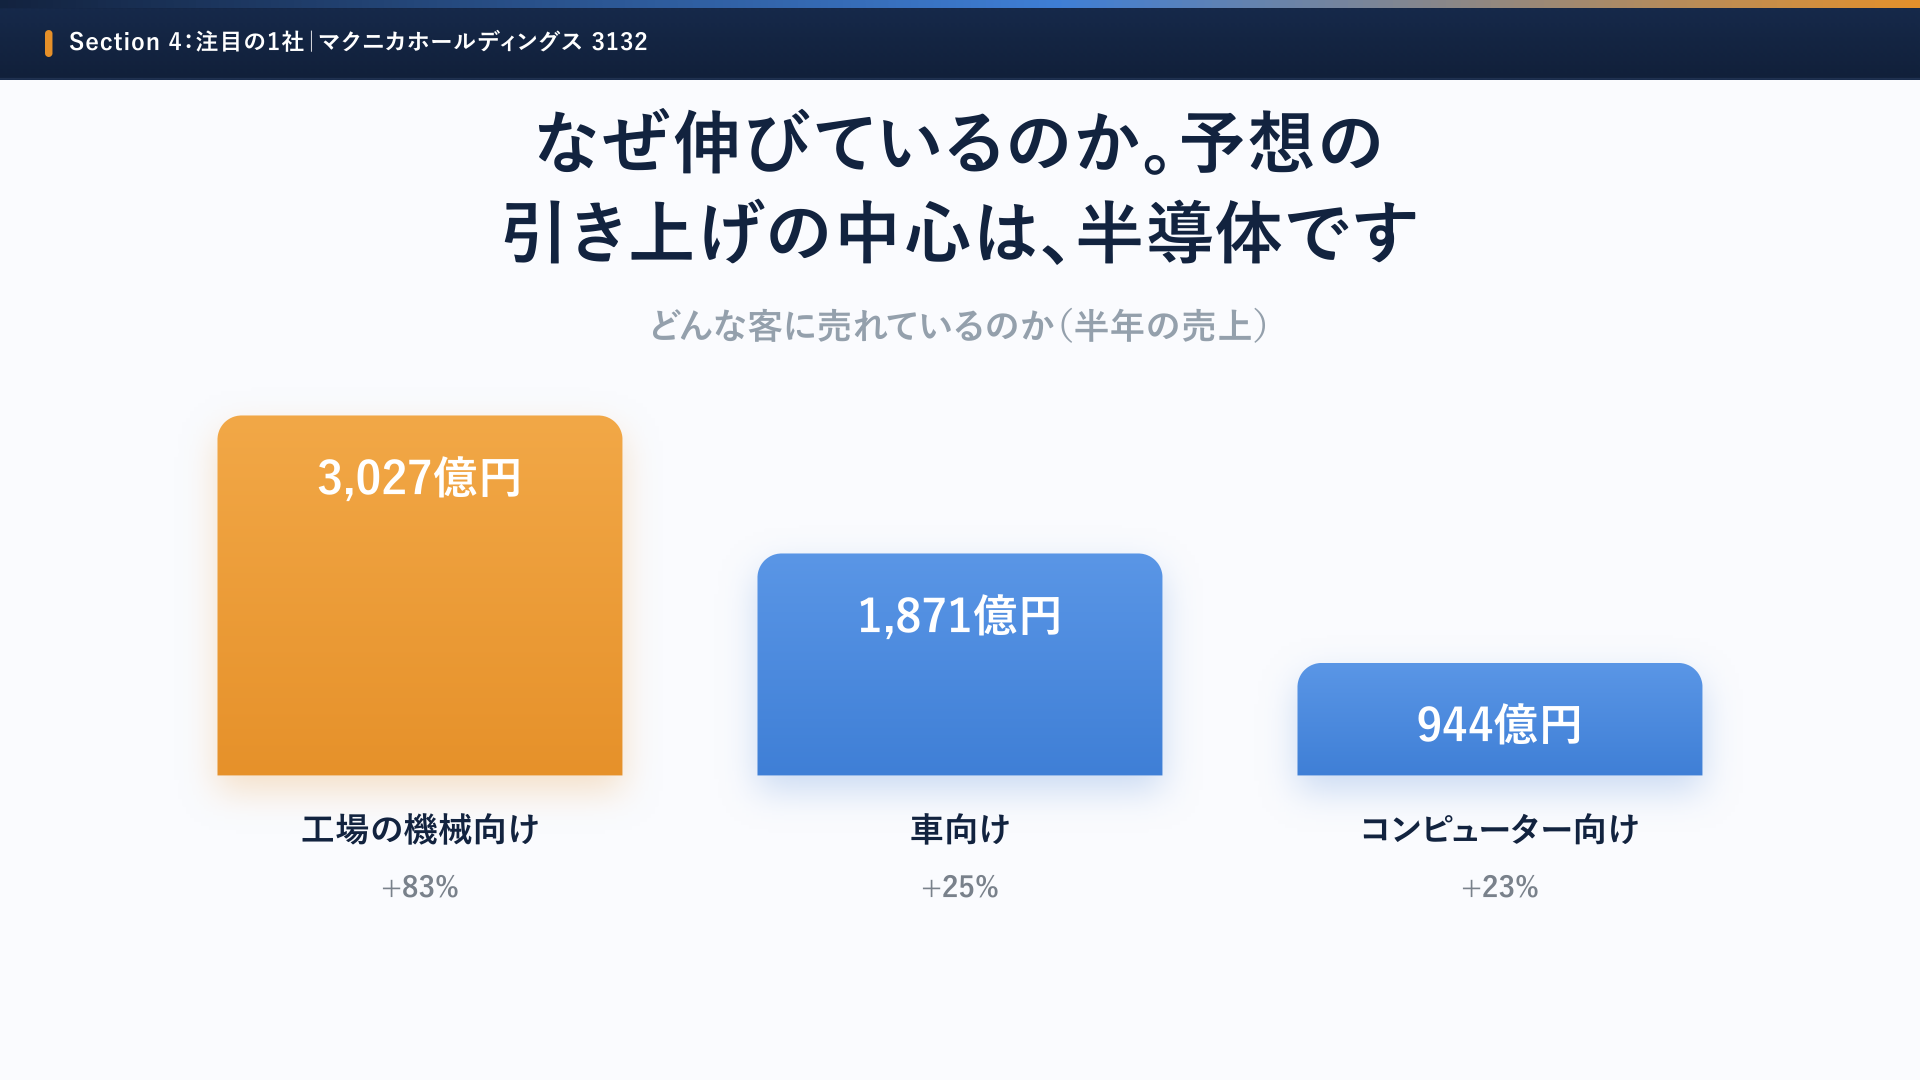 Section 4：注目の1社｜マクニカホールディングス 3132
なぜ伸びているのか。予想の
引き上げの中心は、半導体です
どんな客に売れているのか（半年の売上）
3,027億円
1,871億円
944億円
工場の機械向け
車向け
コンピューター向け
+83%
+25%
+23%